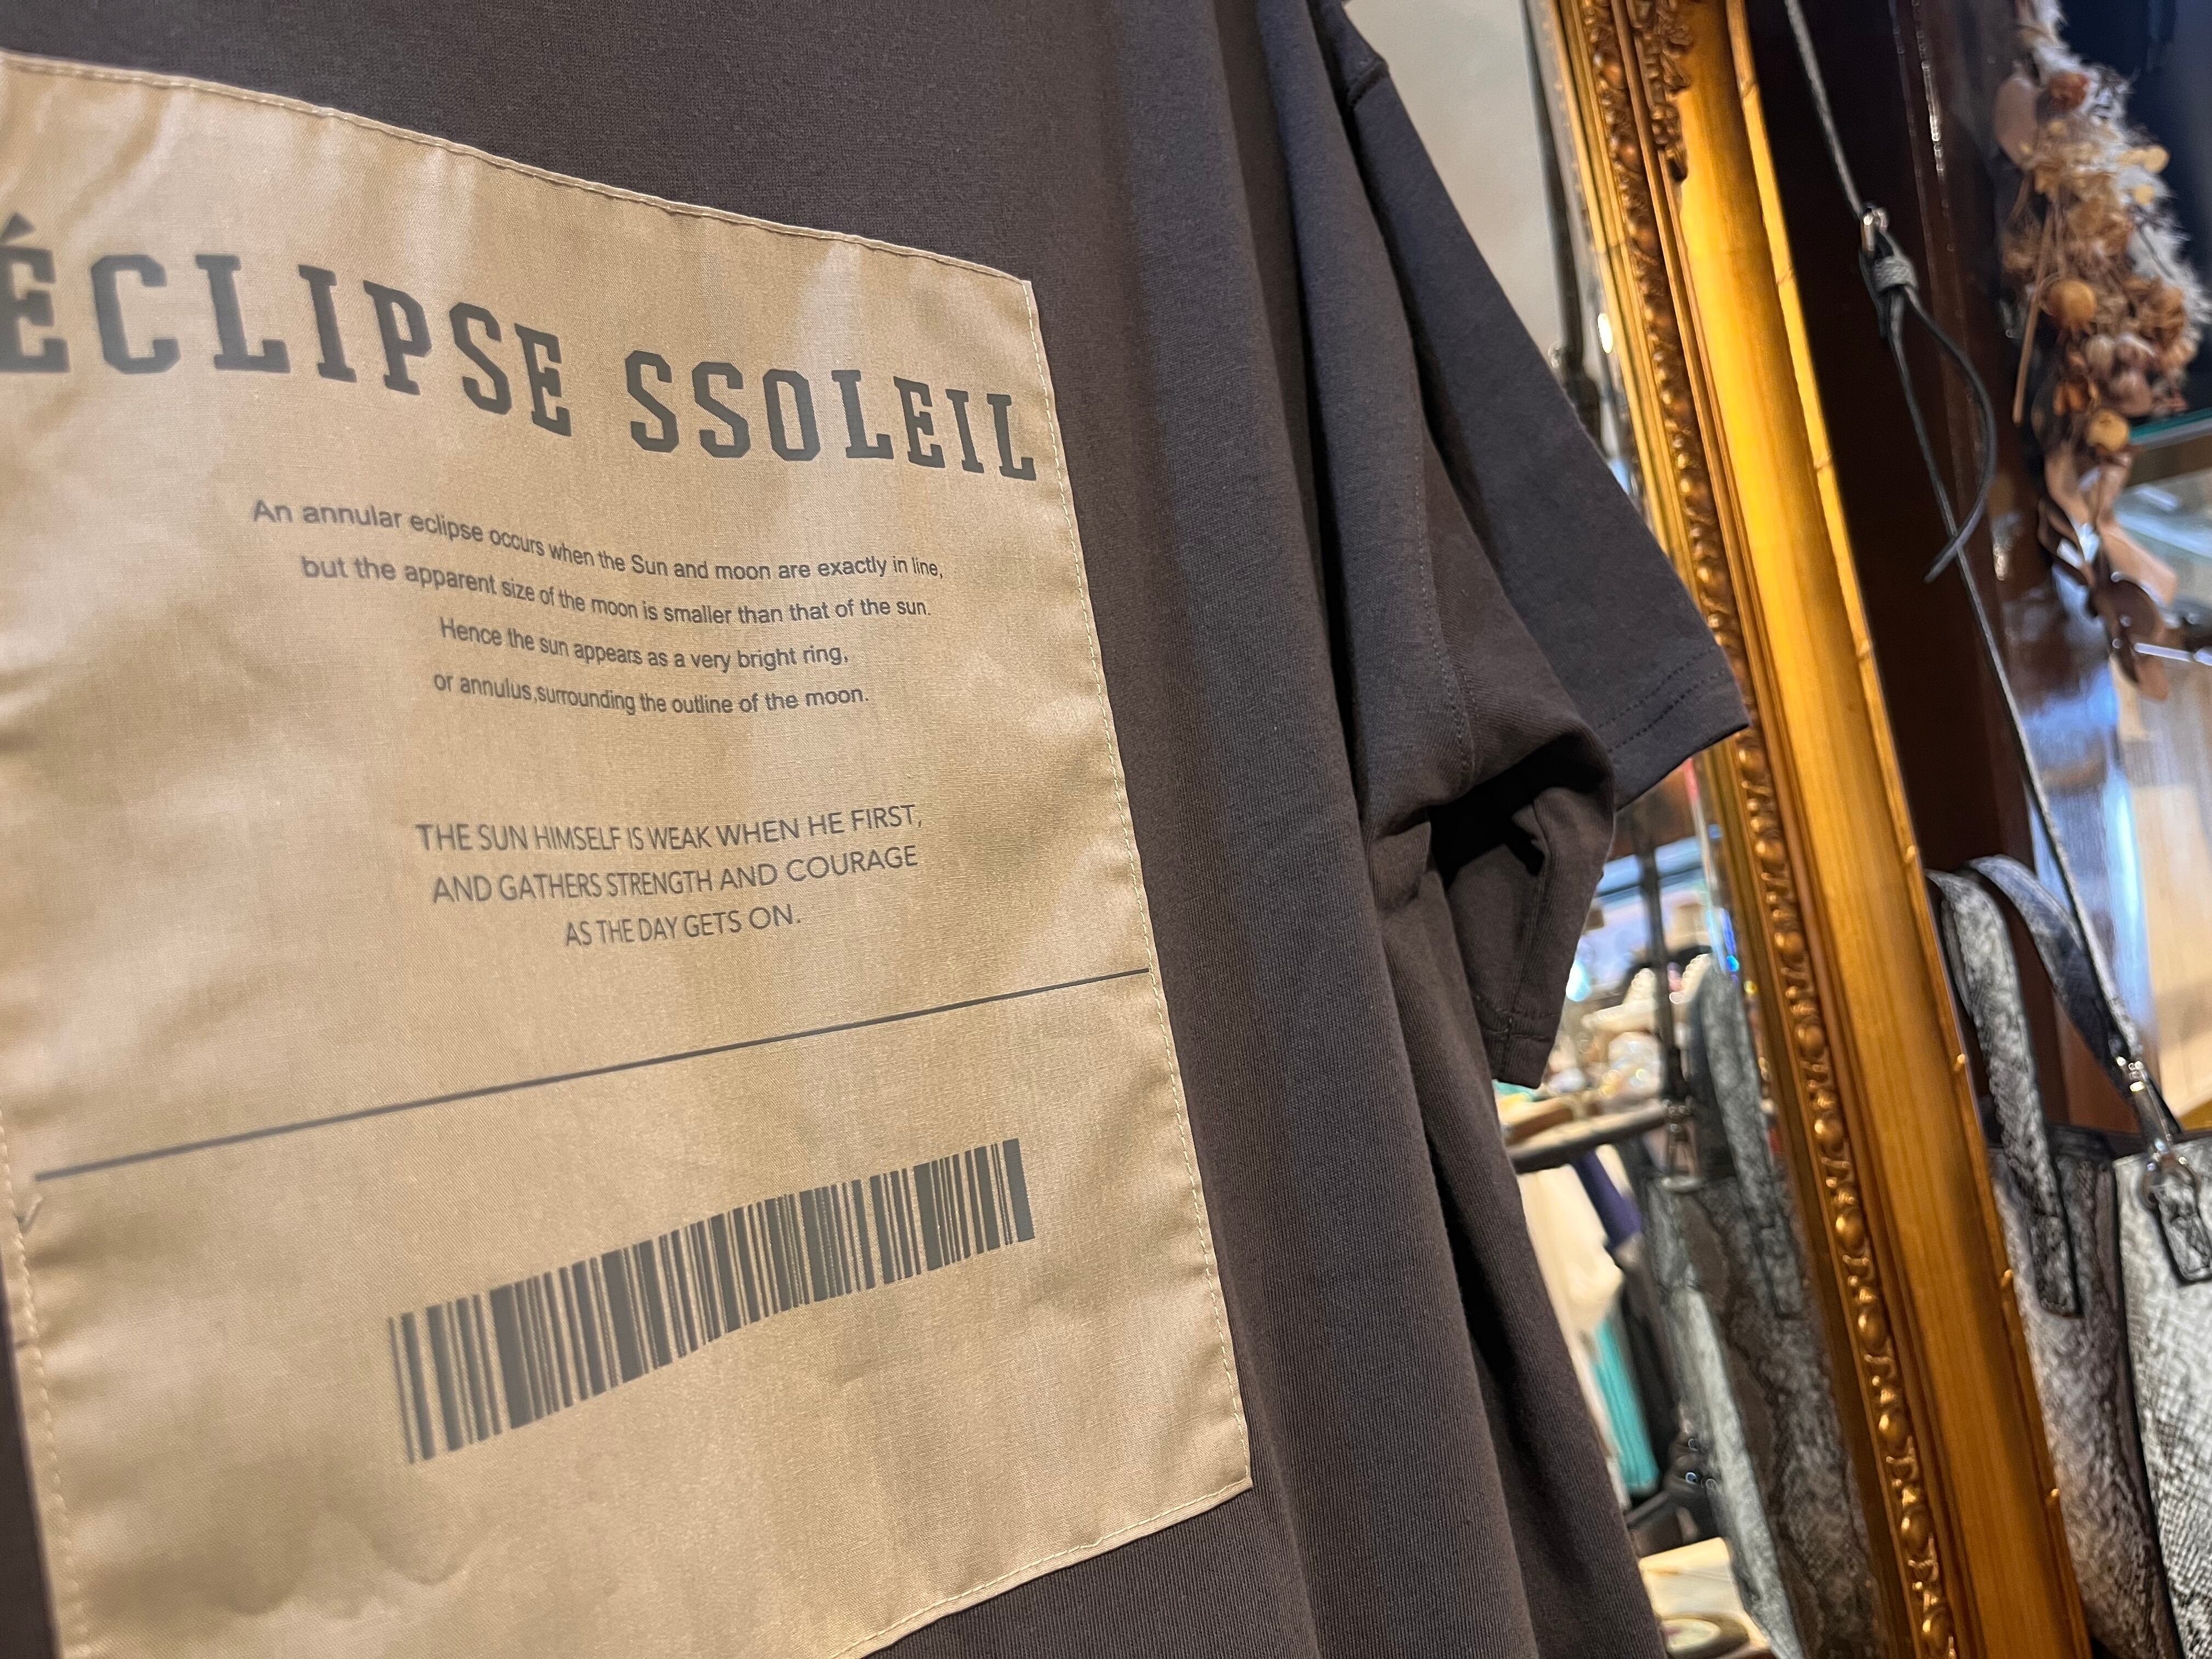 ÉCLIPSE SSOLEIL
An annular eclipse occurs when the Sun and moon are exactly in line,
but the apparent size of the moon is smaller than that of the sun.
Hence the sun appears as a very bright ring,
or annulus,surrounding the outline of the moon.
THE SUN HIMSELF IS WEAK WHEN HE FIRST,
AND GATHERS STRENGTH AND COURAGE
AS THE DAY GETS ON.